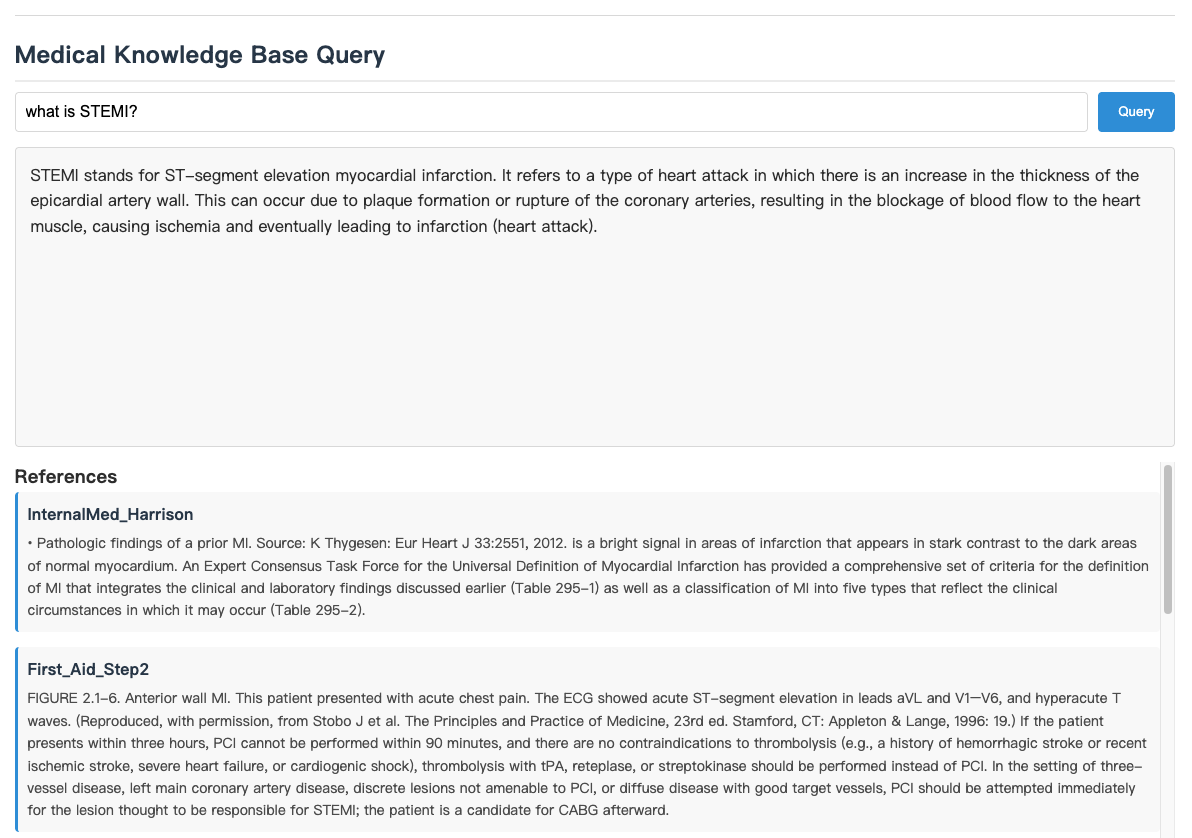 Medical Knowledge Base Query
what is STEMI?
Query
STEMI stands for ST-segment elevation myocardial infarction. It refers to a type of heart attack in which there is an increase in the thickness of the
epicardial artery wall. This can occur due to plaque formation or rupture of the coronary arteries, resulting in the blockage of blood flow to the heart
muscle, causing ischemia and eventually leading to infarction (heart attack).
References
InternalMed_Harrison
• Pathologic findings of a prior MI. Source: K Thygesen: Eur Heart J 33:2551, 2012. is a bright signal in areas of infarction that appears in stark contrast to the dark areas
of normal myocardium. An Expert Consensus Task Force for the Universal Definition of Myocardial Infarction has provided a comprehensive set of criteria for the definition
of MI that integrates the clinical and laboratory findings discussed earlier (Table 295-1) as well as a classification of MI into five types that reflect the clinical
circumstances in which it may occur (Table 295-2).
First_Aid_Step2
FIGURE 2.1-6. Anterior wall MI. This patient presented with acute chest pain. The ECG showed acute ST-segment elevation in leads aVL and V1—V6, and hyperacute T
waves. (Reproduced, with permission, from Stobo J et al. The Principles and Practice of Medicine, 23rd ed. Stamford, CT: Appleton & Lange, 1996: 19.) If the patient
presents within three hours, PCI cannot be performed within 90 minutes, and there are no contraindications to thrombolysis (e.g., a history of hemorrhagic stroke or recent
ischemic stroke, severe heart failure, or cardiogenic shock), thrombolysis with tPA, reteplase, or streptokinase should be performed instead of PCI. In the setting of three-
vessel disease, left main coronary artery disease, discrete lesions not amenable to PCI, or diffuse disease with good target vessels, PCI should be attempted immediately
for the lesion thought to be responsible for STEMI; the patient is a candidate for CABG afterward.